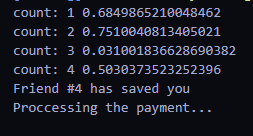 count: 1 0.6849865210048462
count: 2 0.7510040813405021
count: 3 0.031001836628690382
count: 4 0.5030373523252396
Friend #4 has saved you
Proccessing the payment...